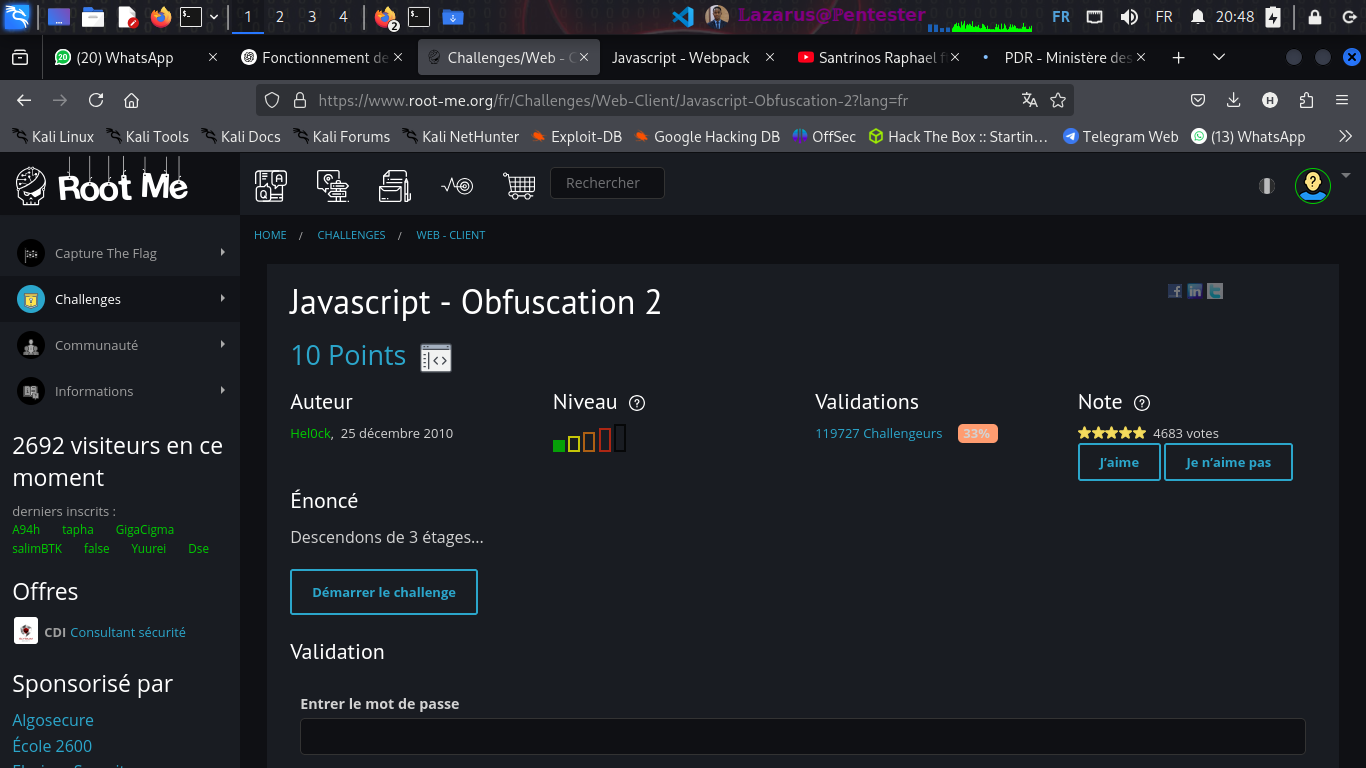 1 2 3 4 2 Lazarus@Pentester FR FR 20:48
(20) WhatsApp Fonctionnement de Challenges/Web - C Javascript - Webpack Santrinos Raphael f PDR - Ministère des
https://www.root-me.org/fr/Challenges/Web-Client/Javascript-Obfuscation-2?lang=fr H
Kali Linux Kali Tools Kali Docs Kali Forums Kali NetHunter Exploit-DB Google Hacking DB OffSec Hack The Box :: Startin… Telegram Web (13) WhatsApp
Root Me
Rechercher
HOME / CHALLENGES / WEB - CLIENT
Capture The Flag
Challenges
Communauté
Informations
2692 visiteurs en ce
moment
derniers inscrits :
A94h tapha GigaCigma
salimBTK false Yuurei Dse
Offres
CDI Consultant sécurité
Sponsorisé par
Algosecure
École 2600
Javascript - Obfuscation 2
10 Points
Auteur
Hel0ck, 25 décembre 2010
Niveau
Validations
119727 Challengeurs 33%
Note
4683 votes
J'aime Je n'aime pas
Énoncé
Descendons de 3 étages…
Démarrer le challenge
Validation
Entrer le mot de passe